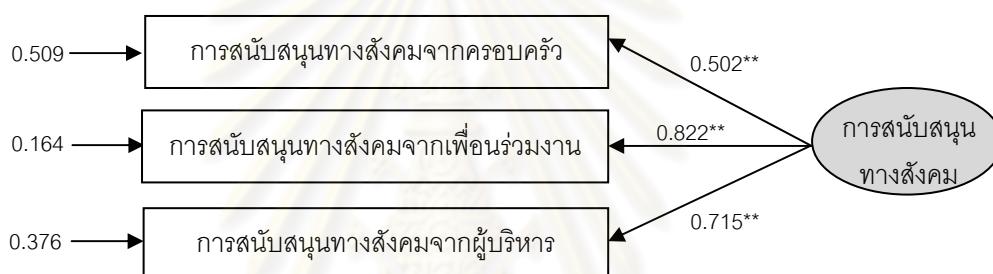 0.509
การสนับสนุนทางสังคมจากครอบครัว
0.502**
0.164
การสนับสนุนทางสังคมจากเพื่อนร่วมงาน
0.822**
การสนับสนุน
ทางสังคม
0.376
การสนับสนุนทางสังคมจากผู้บริหาร
0.715**